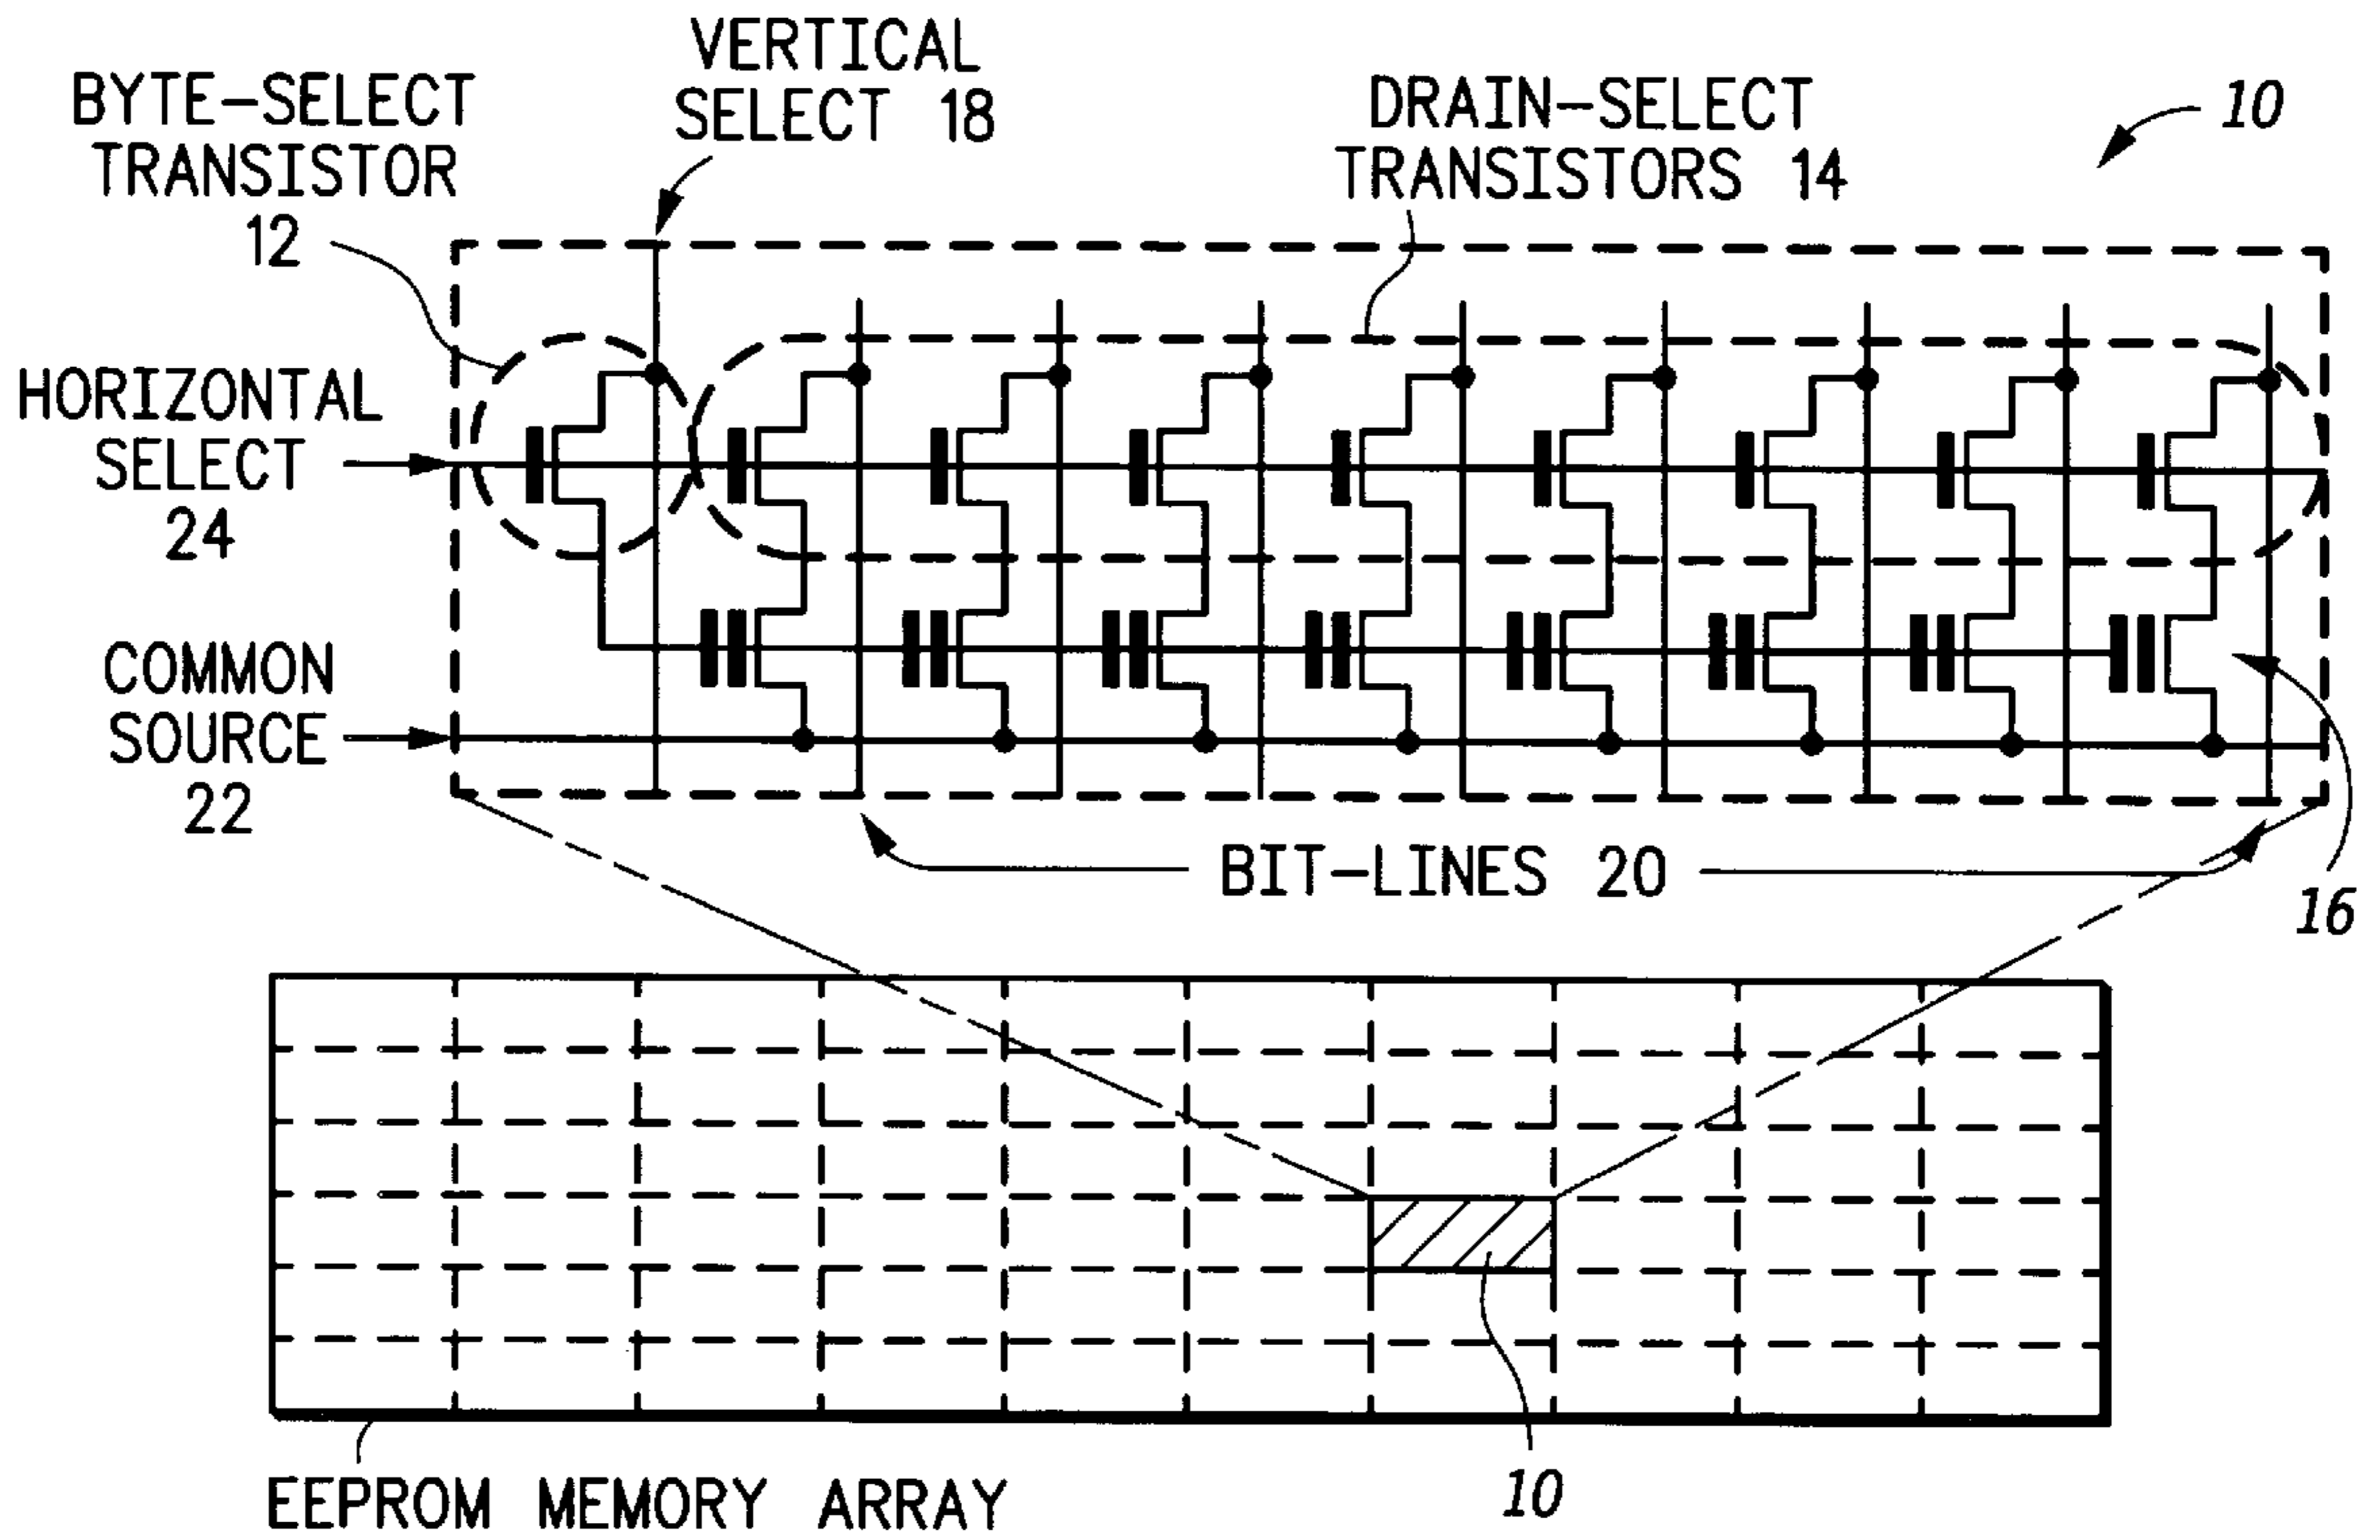 VERTICAL
SELECT 18
BYTE-SELECT
TRANSISTOR
12
DRAIN-SELECT
TRANSISTORS 14
10
HORIZONTAL
SELECT
24
COMMON
SOURCE
22
BIT-LINES 20
16
10
EEPROM MEMORY ARRAY